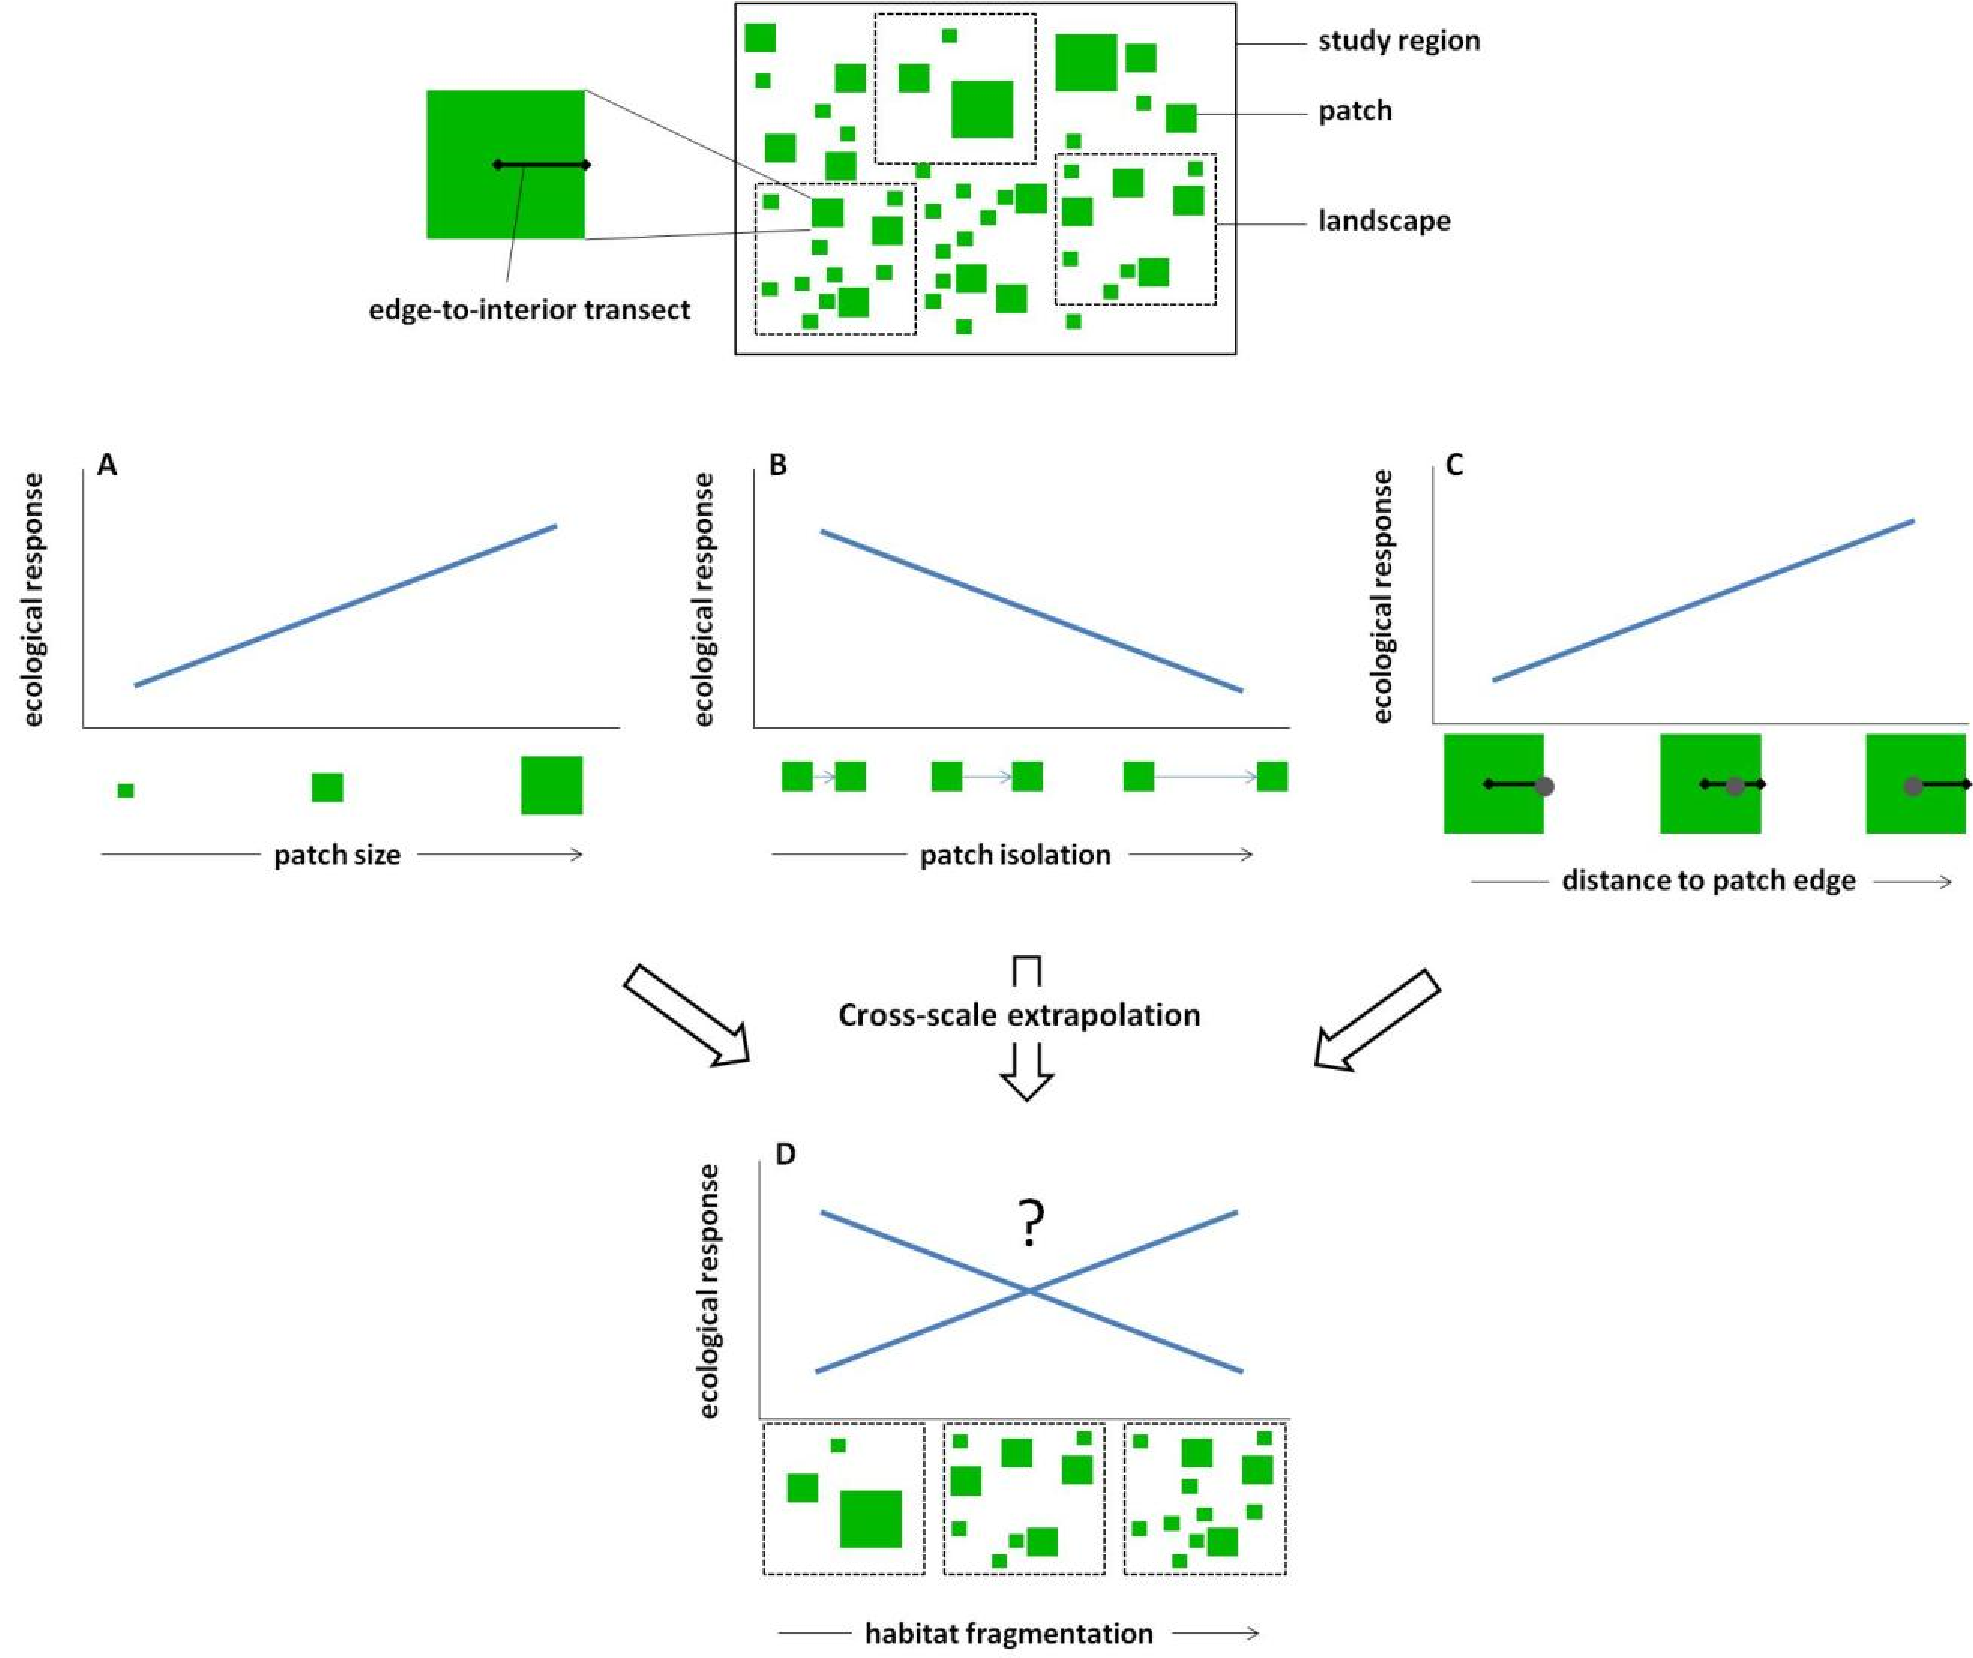 study region
patch
landscape
edge-to-interior transect
A
ecological response
patch size
B
ecological response
patch isolation
C
ecological response
distance to patch edge
Cross-scale extrapolation
D
ecological response
?
habitat fragmentation